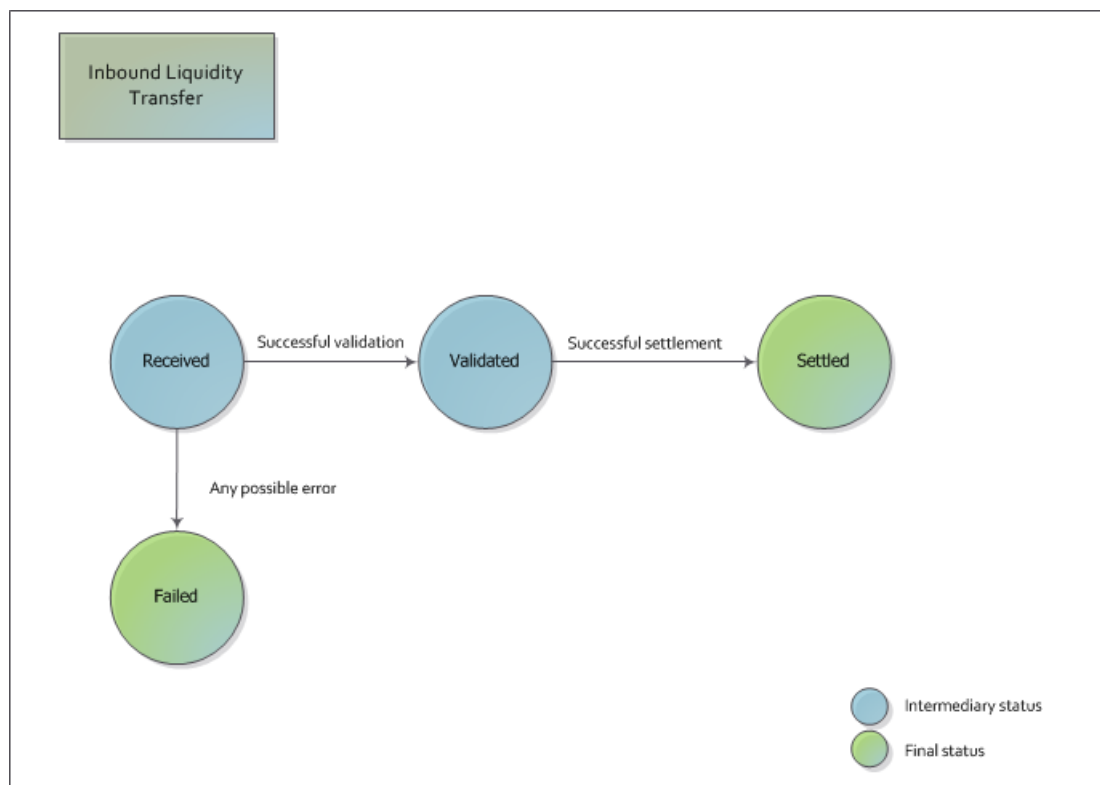 Inbound Liquidity
Transfer
Received
Successful validation
Validated
Successful settlement
Settled
Any possible error
Failed
Intermediary status
Final status